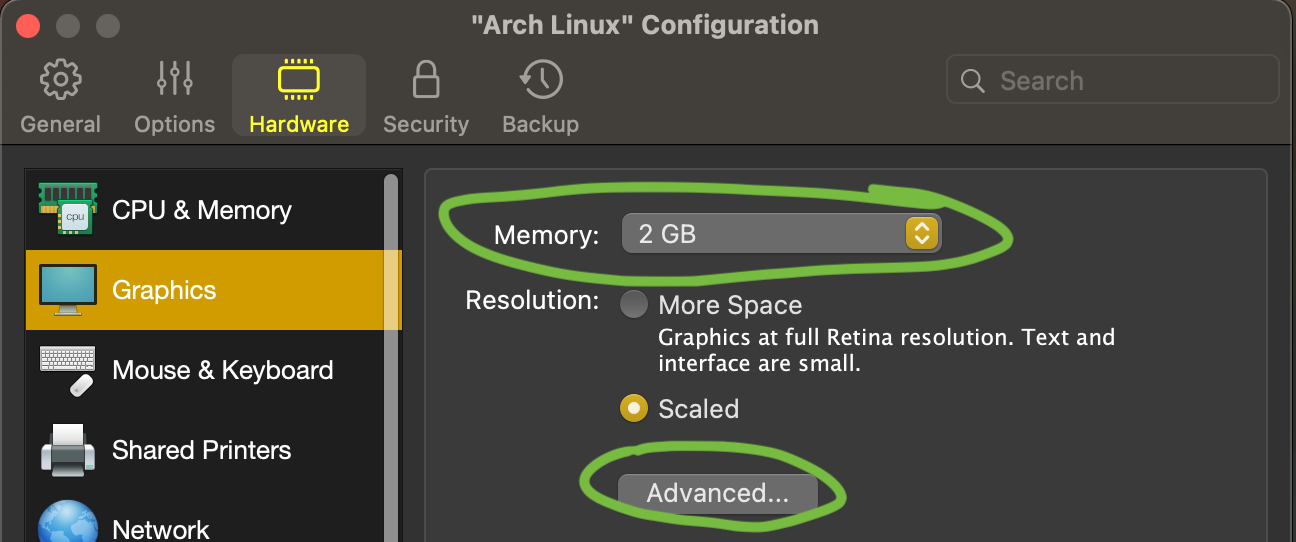 "Arch Linux" Configuration
General Options Hardware Security Backup
Search
CPU & Memory
Graphics
Mouse & Keyboard
Shared Printers
Network
cpu
Memory: 2 GB
Resolution: More Space
Graphics at full Retina resolution. Text and
interface are small.
Scaled
Advanced...